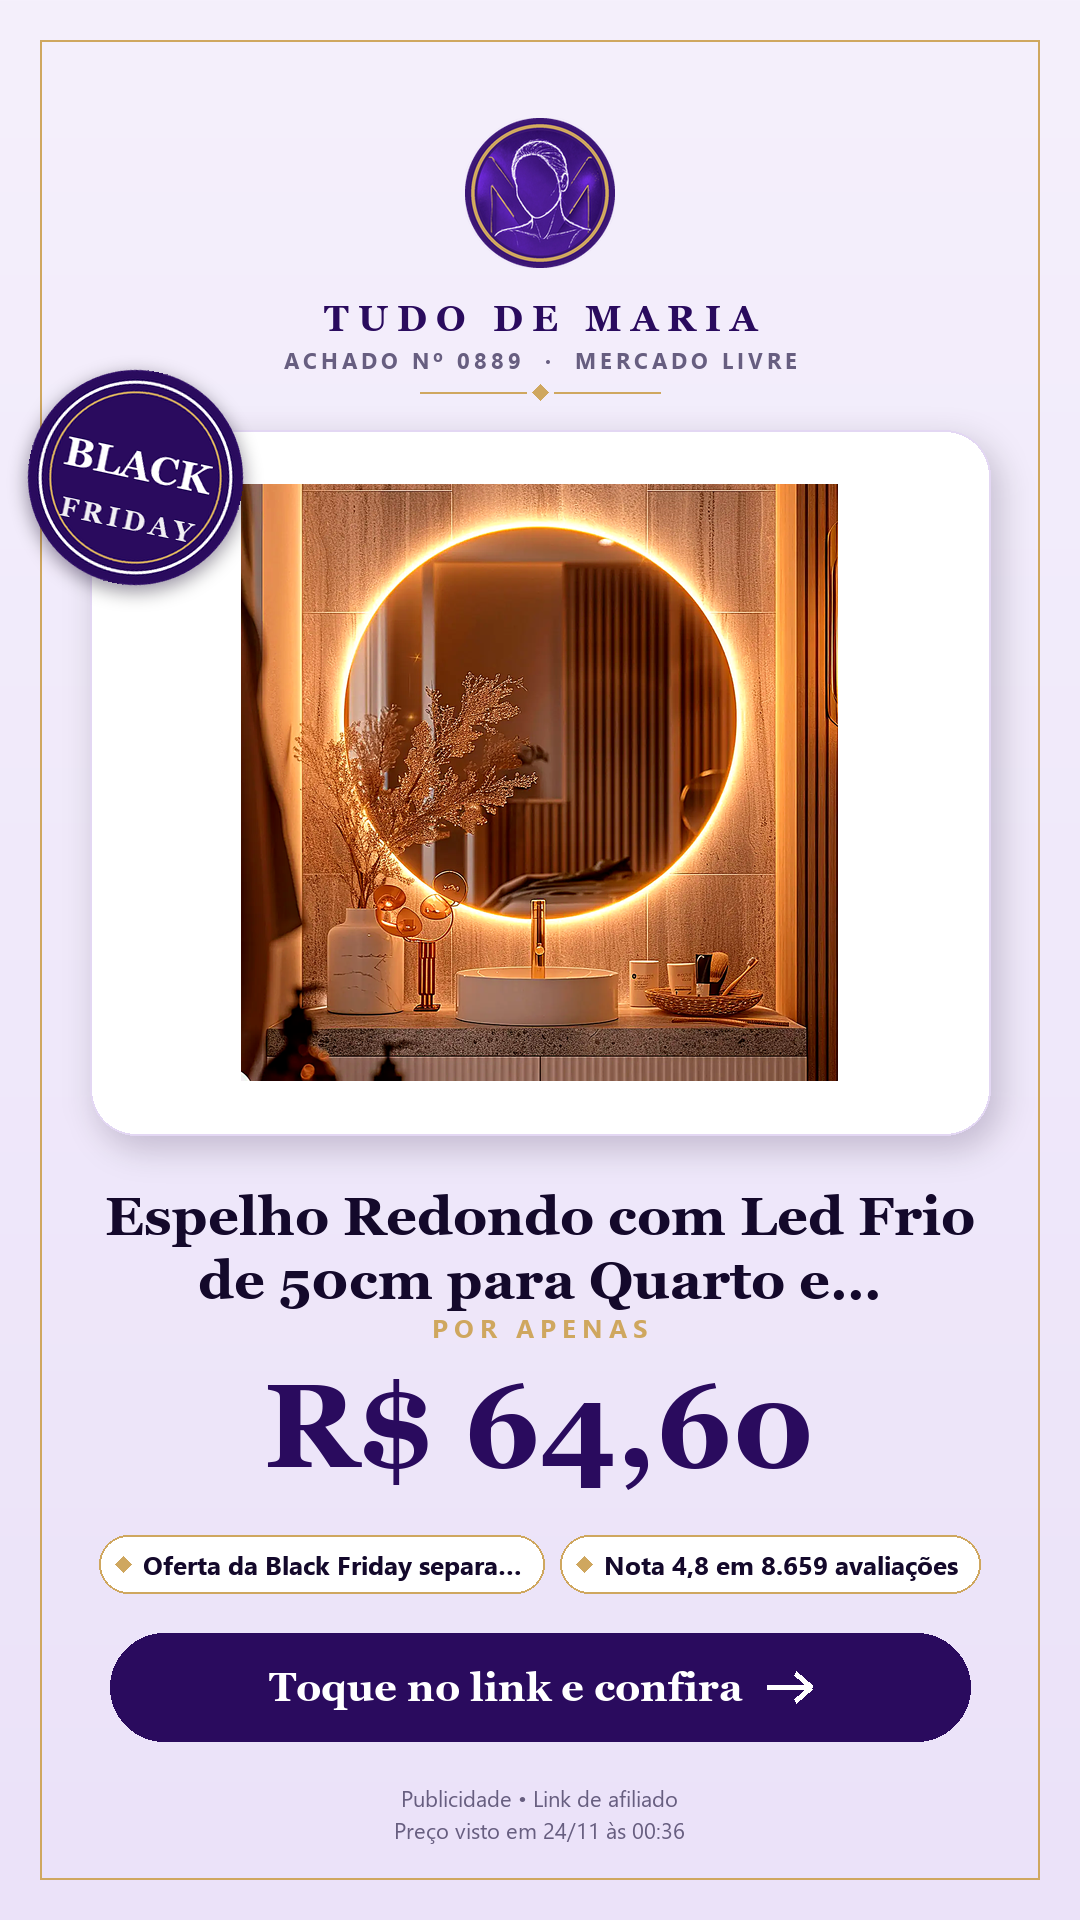 TUDO DE MARIA
ACHADO Nº 0889 · MERCADO LIVRE
BLACK
FRIDAY
Espelho Redondo com Led Frio
de 50cm para Quarto e...
POR APENAS
R$ 64,60
Oferta da Black Friday separa...
Nota 4,8 em 8.659 avaliações
Toque no link e confira →
Publicidade • Link de afiliado
Preço visto em 24/11 às 00:36